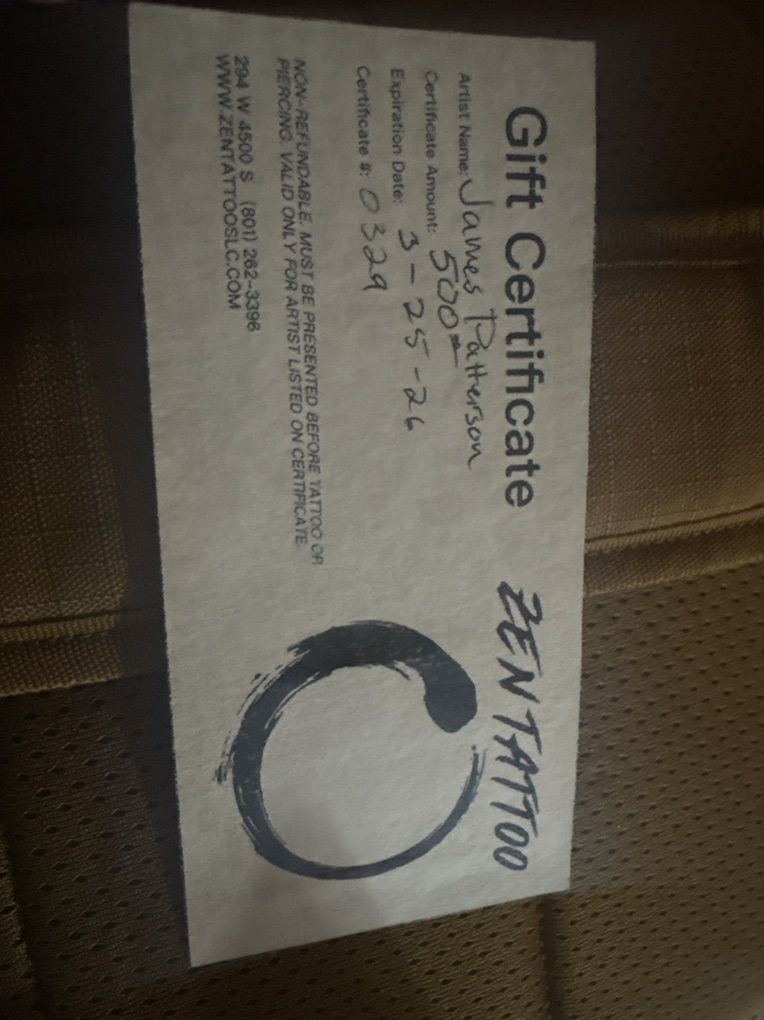 Gift Certificate
ZEN TATTOO
Artist Name: James Patterson
Certificate Amount: 500⁰⁰
Expiration Date: 3-25-26
Certificate #: 0329
NON-REFUNDABLE. MUST BE PRESENTED BEFORE TATTOO OR
PIERCING. VALID ONLY FOR ARTIST LISTED ON CERTIFICATE.
294 W 4500 S (801) 262-3396
WWW.ZENTATTOOSLC.COM